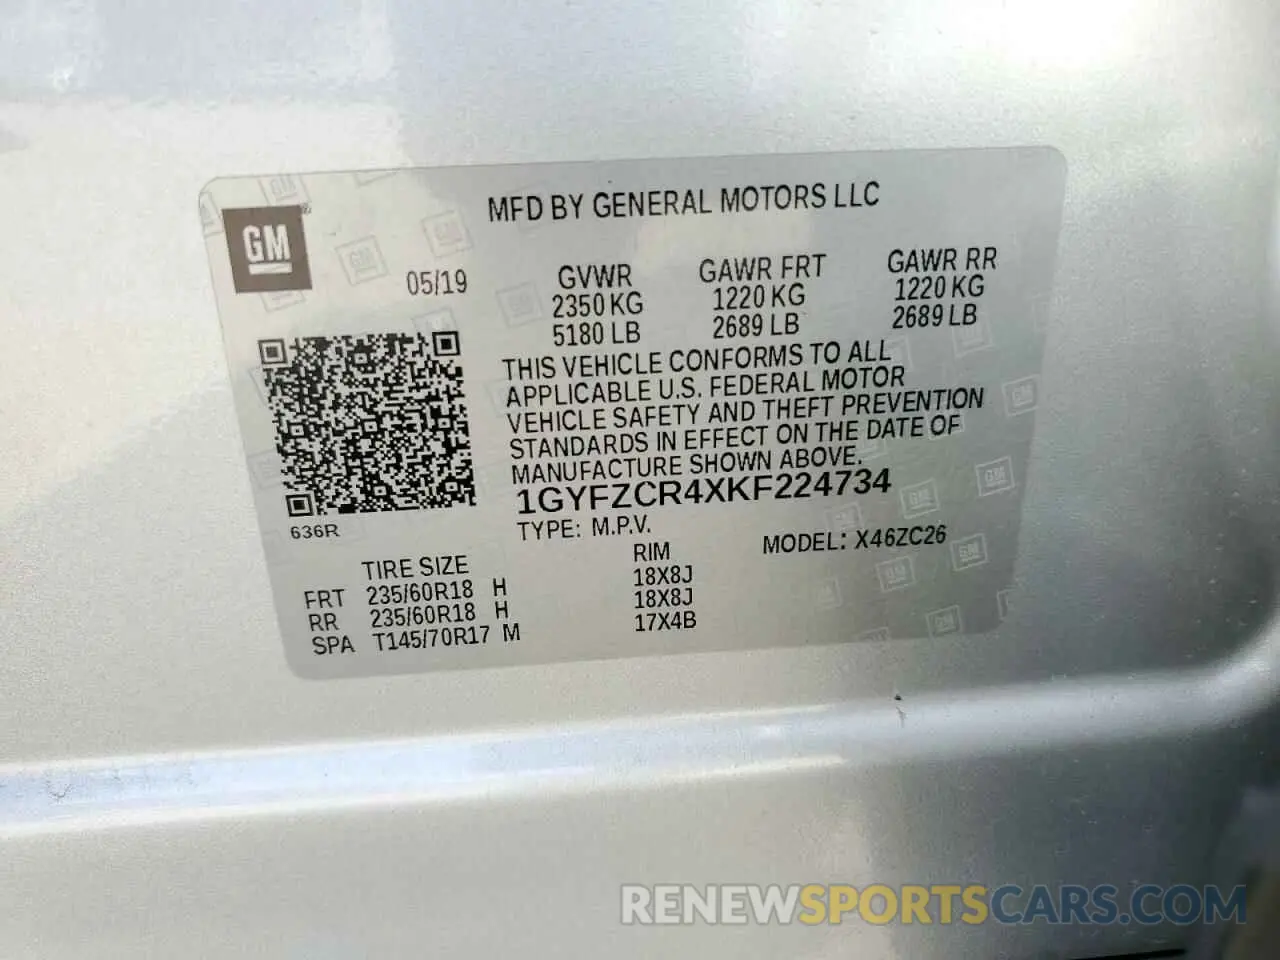 GM
MFD BY GENERAL MOTORS LLC
05/19
GVWR GAWR FRT GAWR RR
2350 KG 1220 KG 1220 KG
5180 LB 2689 LB 2689 LB
THIS VEHICLE CONFORMS TO ALL
APPLICABLE U.S. FEDERAL MOTOR
VEHICLE SAFETY AND THEFT PREVENTION
STANDARDS IN EFFECT ON THE DATE OF
MANUFACTURE SHOWN ABOVE.
1GYFZCR4XKF224734
636R
TYPE: M.P.V. MODEL: X46ZC26
TIRE SIZE RIM
FRT 235/60R18 H 18X8J
RR 235/60R18 H 18X8J
SPA T145/70R17 M 17X4B
RENEWSPORTSCARS.COM